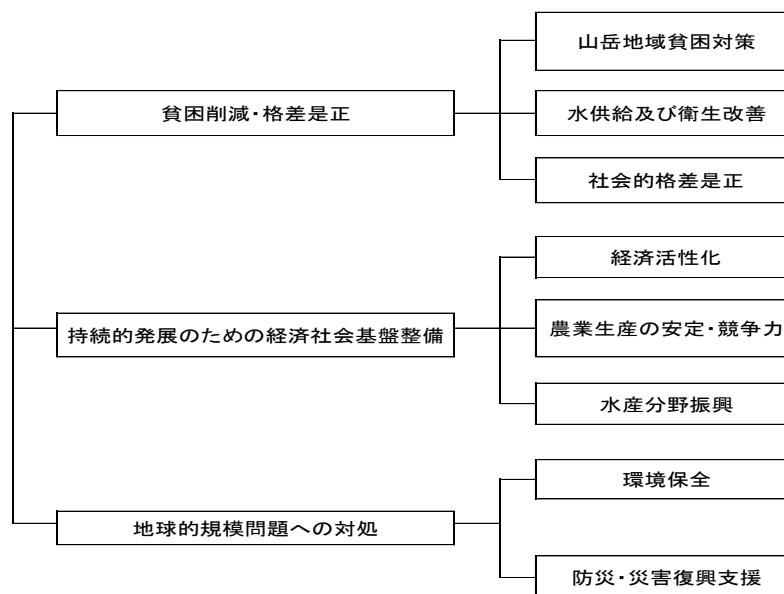 貧困削減・格差是正
山岳地域貧困対策
水供給及び衛生改善
社会的格差是正
持続的発展のための経済社会基盤整備
経済活性化
農業生産の安定・競争力
水産分野振興
地球的規模問題への対処
環境保全
防災・災害復興支援